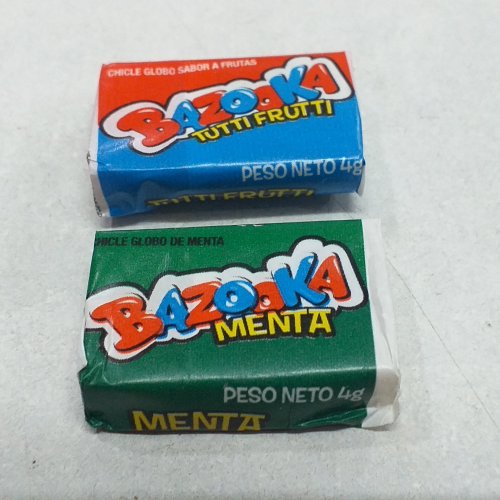 CHICLE GLOBO SABOR A FRUTAS
BAZOOKA
TUTTI FRUTTI
PESO NETO 4g
TUTTI FRUTTI
HICLE GLOBO DE MENTA
BAZOOKA
MENTA
PESO NETO 4g
MENTA